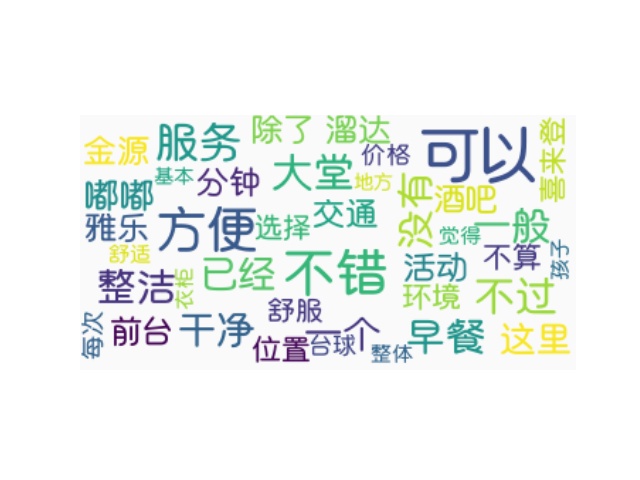 除了
溜达
可以
喜来登
金源
服务
价格
大堂
基本
分钟
地方
没有
酒吧
嘟嘟
雅乐
方便
选择
交通
觉得
一般
舒适
不错
不算
孩子
整洁
衣柜
已经
活动
环境
不过
舒服
每次
前台
干净
一个
早餐
这里
位置
台球
整体